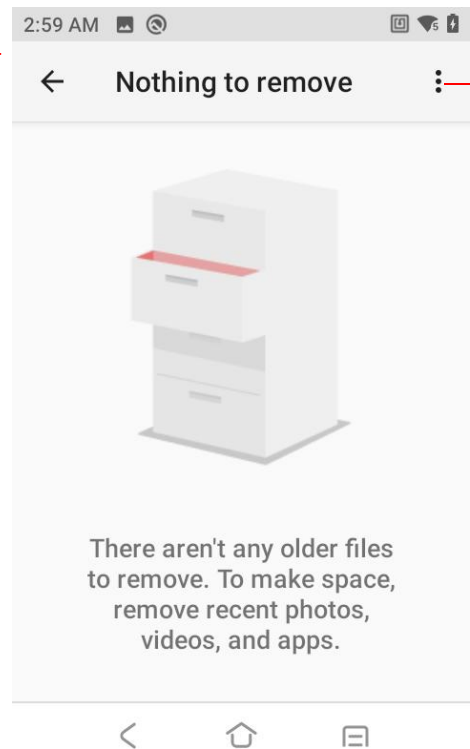 2:59 AM 5
Nothing to remove
There aren't any older files
to remove. To make space,
remove recent photos,
videos, and apps.